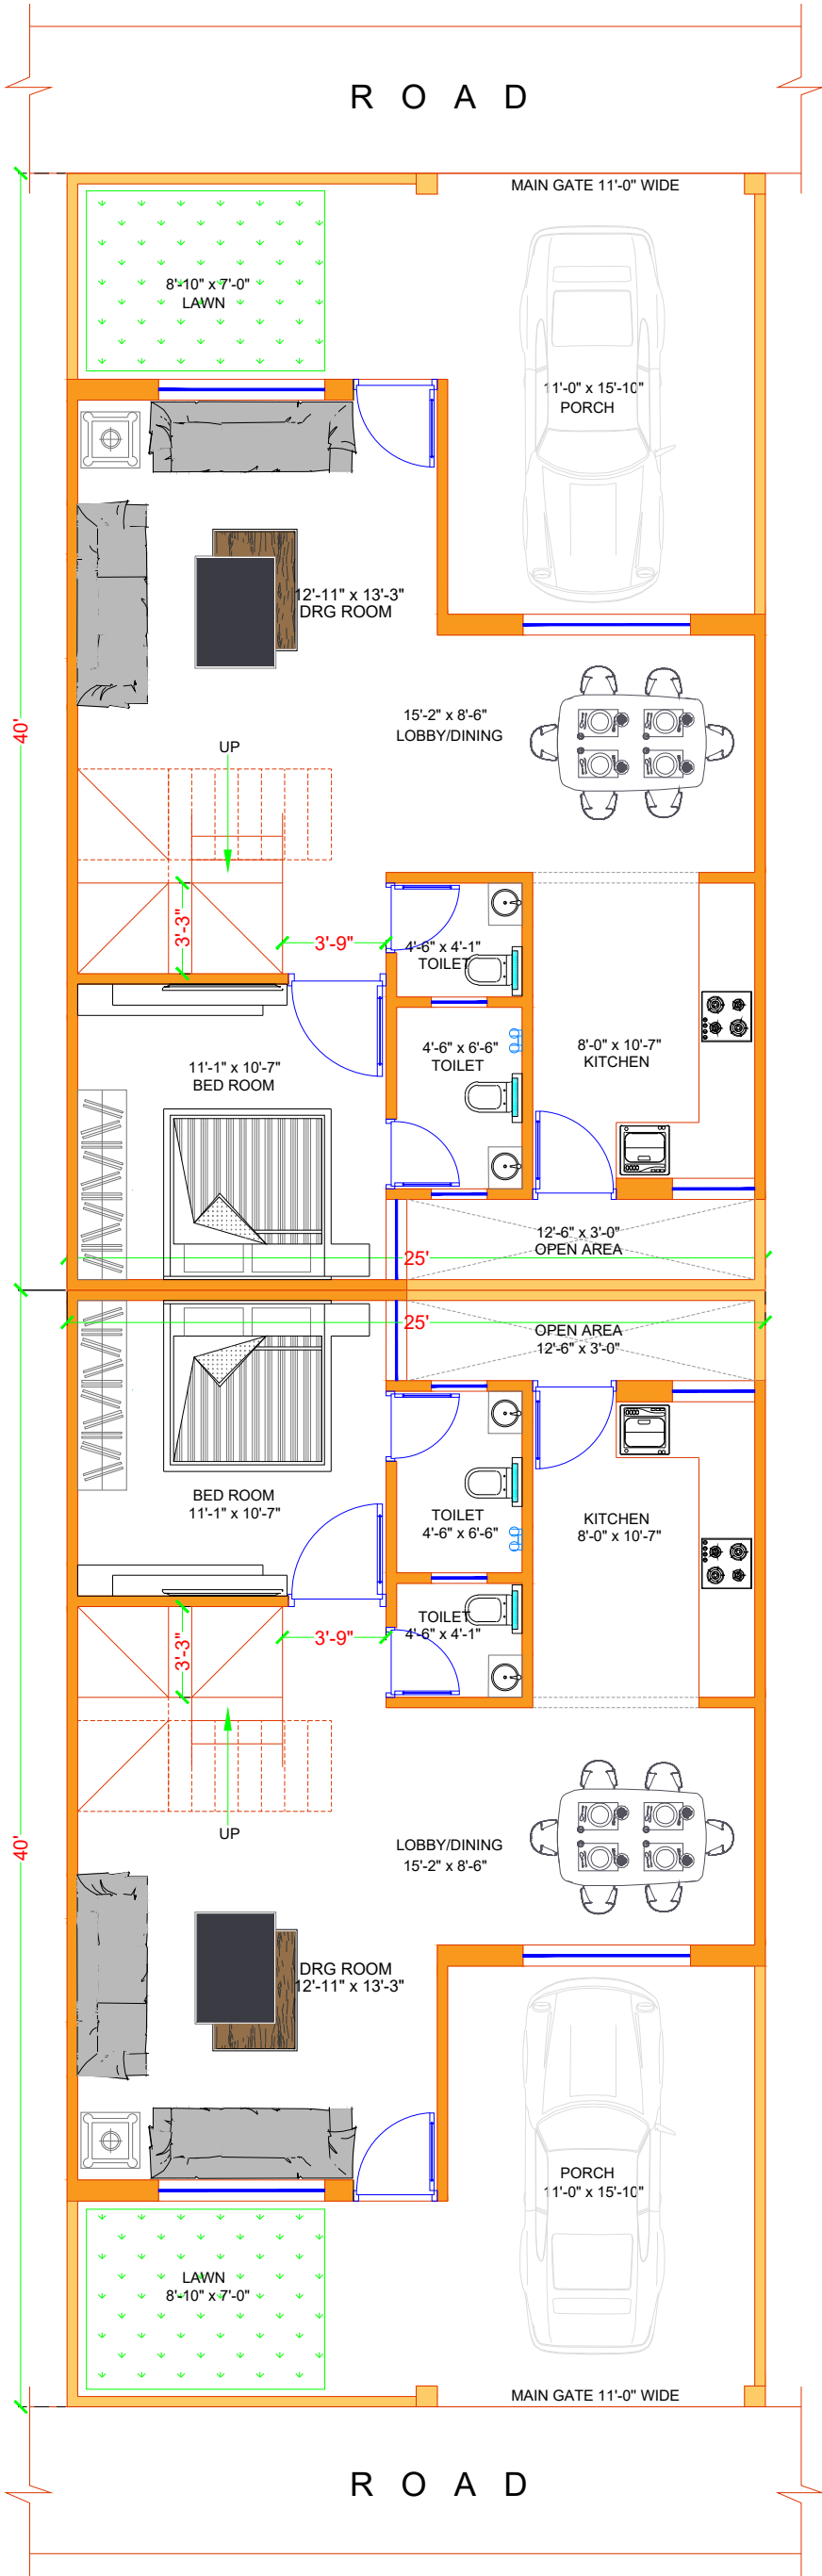 R O A D
MAIN GATE 11'-0" WIDE
8'-10" x 7'-0"
LAWN
11'-0" x 15'-10"
PORCH
12'-11" x 13'-3"
DRG ROOM
15'-2" x 8'-6"
LOBBY/DINING
40'
UP
3'-3"
3'-9"
4'-6" x 4'-1"
TOILET
4'-6" x 6'-6"
TOILET
8'-0" x 10'-7"
KITCHEN
11'-1" x 10'-7"
BED ROOM
12'-6" x 3'-0"
OPEN AREA
25'
25'
OPEN AREA
12'-6" x 3'-0"
BED ROOM
11'-1" x 10'-7"
TOILET
4'-6" x 6'-6"
KITCHEN
8'-0" x 10'-7"
TOILET
4'-6" x 4'-1"
3'-3"
3'-9"
UP
40'
LOBBY/DINING
15'-2" x 8'-6"
DRG ROOM
12'-11" x 13'-3"
PORCH
11'-0" x 15'-10"
LAWN
8'-10" x 7'-0"
MAIN GATE 11'-0" WIDE
R O A D